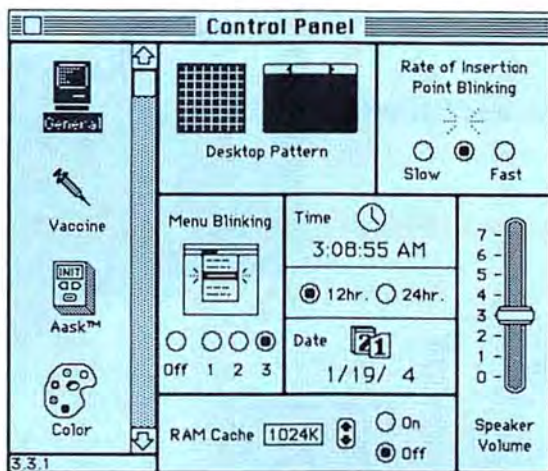 Control Panel
General
Vaccine
INIT
Aask™
Color
3.3.1
Desktop Pattern
Rate of Insertion
Point Blinking
Slow Fast
Menu Blinking
Off 1 2 3
Time
3:08:55 AM
12hr. 24hr.
Date
21
1/19/ 4
7
6
5
4
3
2
1
0
Speaker
Volume
RAM Cache 1024K
On
Off